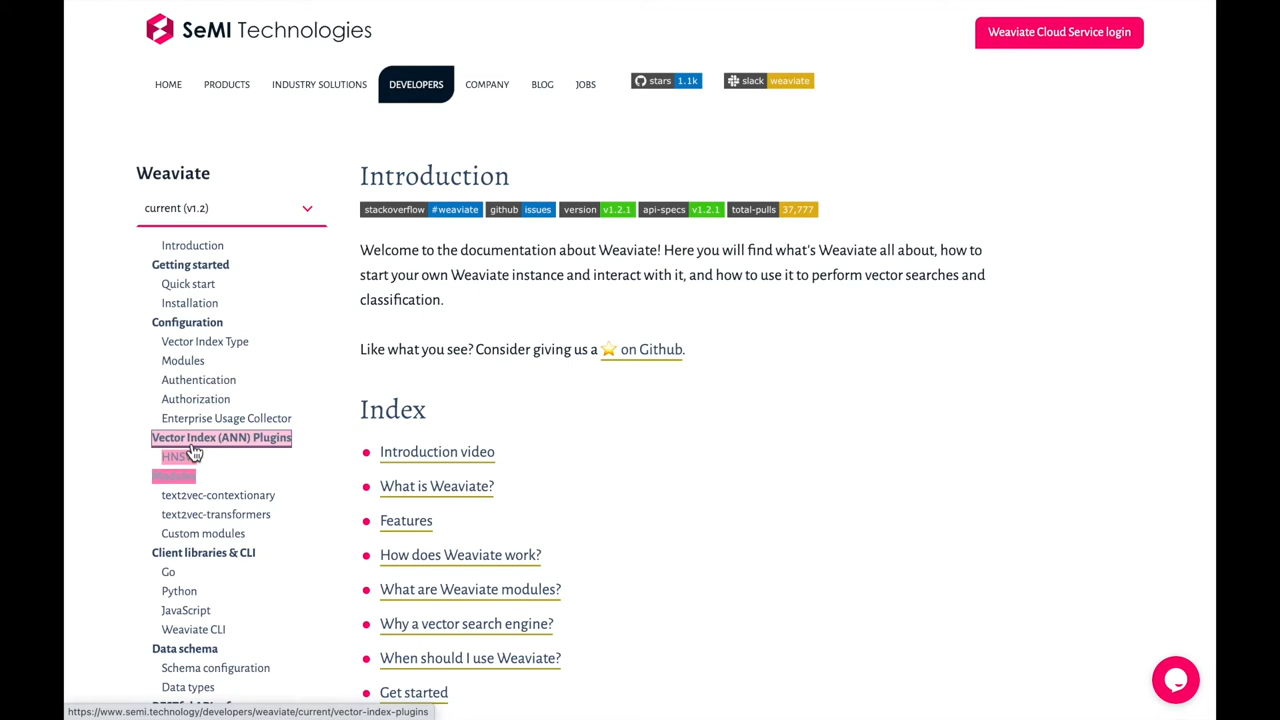 SeMI Technologies
Weaviate Cloud Service login
HOME PRODUCTS INDUSTRY SOLUTIONS DEVELOPERS COMPANY BLOG JOBS stars 1.1k slack weaviate
Weaviate
current (v1.2)
Introduction
Getting started
Quick start
Installation
Configuration
Vector Index Type
Modules
Authentication
Authorization
Enterprise Usage Collector
Vector Index (ANN) Plugins
Modules
text2vec-contextionary
text2vec-transformers
Custom modules
Client libraries & CLI
Go
Python
JavaScript
Weaviate CLI
Data schema
Schema configuration
Data types
Introduction
stackoverflow #weaviate github issues version v1.2.1 api-specs v1.2.1 total-pulls 37,777
Welcome to the documentation about Weaviate! Here you will find what's Weaviate all about, how to
start your own Weaviate instance and interact with it, and how to use it to perform vector searches and
classification.
Like what you see? Consider giving us a ⭐ on Github.
Index
Introduction video
What is Weaviate?
Features
How does Weaviate work?
What are Weaviate modules?
Why a vector search engine?
When should I use Weaviate?
Get started
https://www.semi.technology/developers/weaviate/current/vector-index-plugins